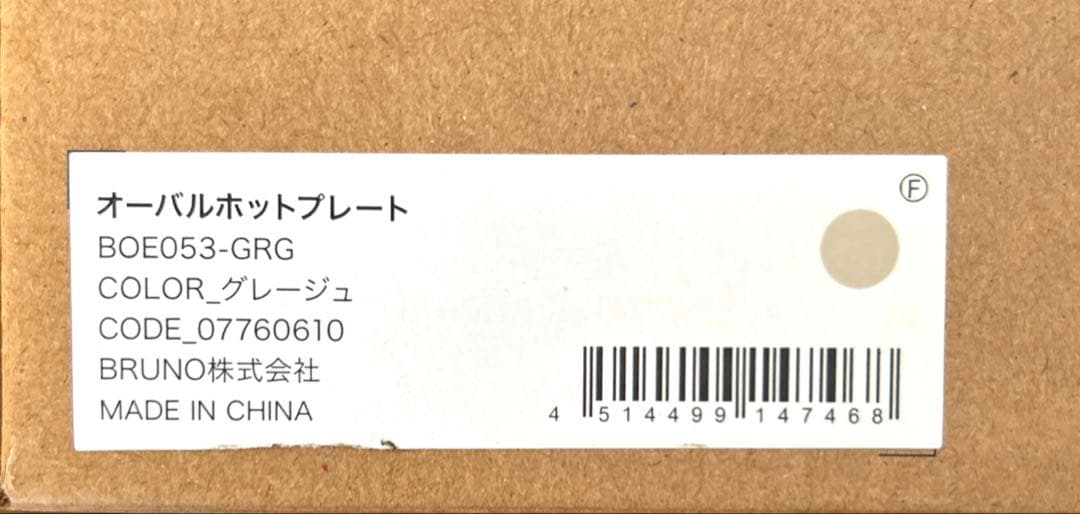 Ⓕ
オーバルホットプレート
BOE053-GRG
COLOR_グレージュ
CODE_07760610
BRUNO株式会社
MADE IN CHINA
4 514499 147468